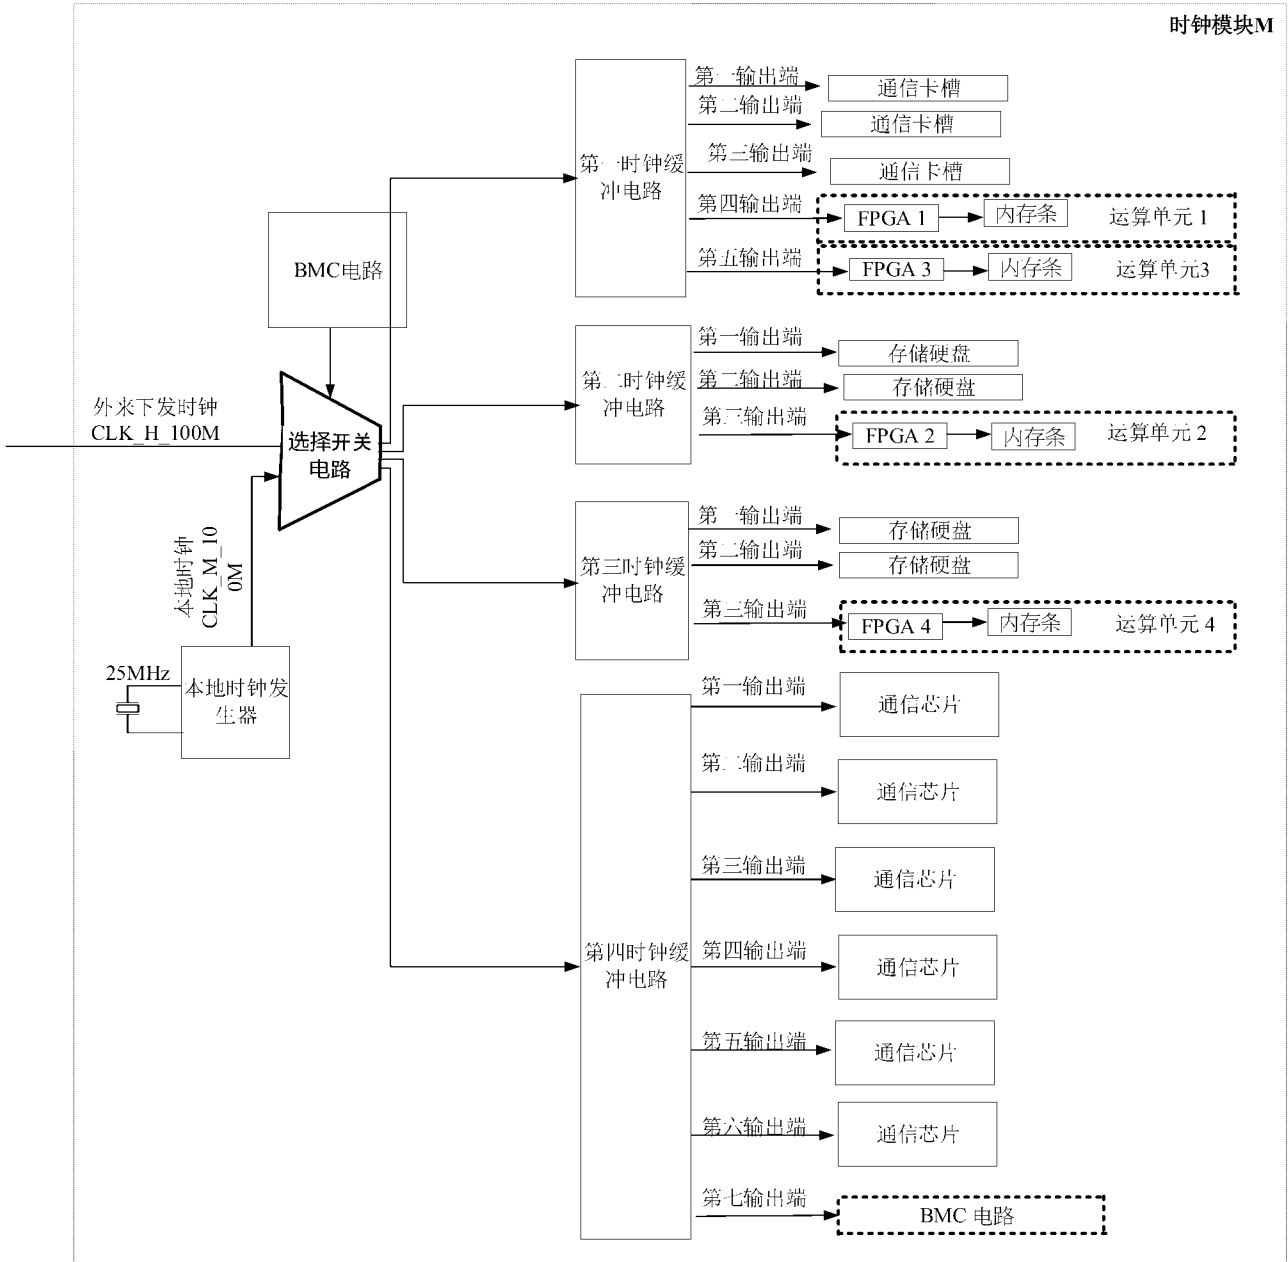 时钟模块M
第一输出端
通信卡槽
第二输出端
通信卡槽
第三输出端
通信卡槽
第一时钟缓
冲电路
第四输出端
FPGA 1
内存条
运算单元 1
第五输出端
FPGA 3
内存条
运算单元3
BMC电路
第一输出端
存储硬盘
第二输出端
存储硬盘
第二时钟缓
冲电路
第三输出端
FPGA 2
内存条
运算单元 2
外来下发时钟
CLK_H_100M
选择开关
电路
第一输出端
存储硬盘
第二输出端
存储硬盘
第三时钟缓
冲电路
第三输出端
FPGA 4
内存条
运算单元 4
本地时钟
CLK_M_10
0M
25MHz
本地时钟发
生器
第一输出端
通信芯片
第二输出端
通信芯片
第三输出端
通信芯片
第四时钟缓
冲电路
第四输出端
通信芯片
第五输出端
通信芯片
第六输出端
通信芯片
第七输出端
BMC 电路